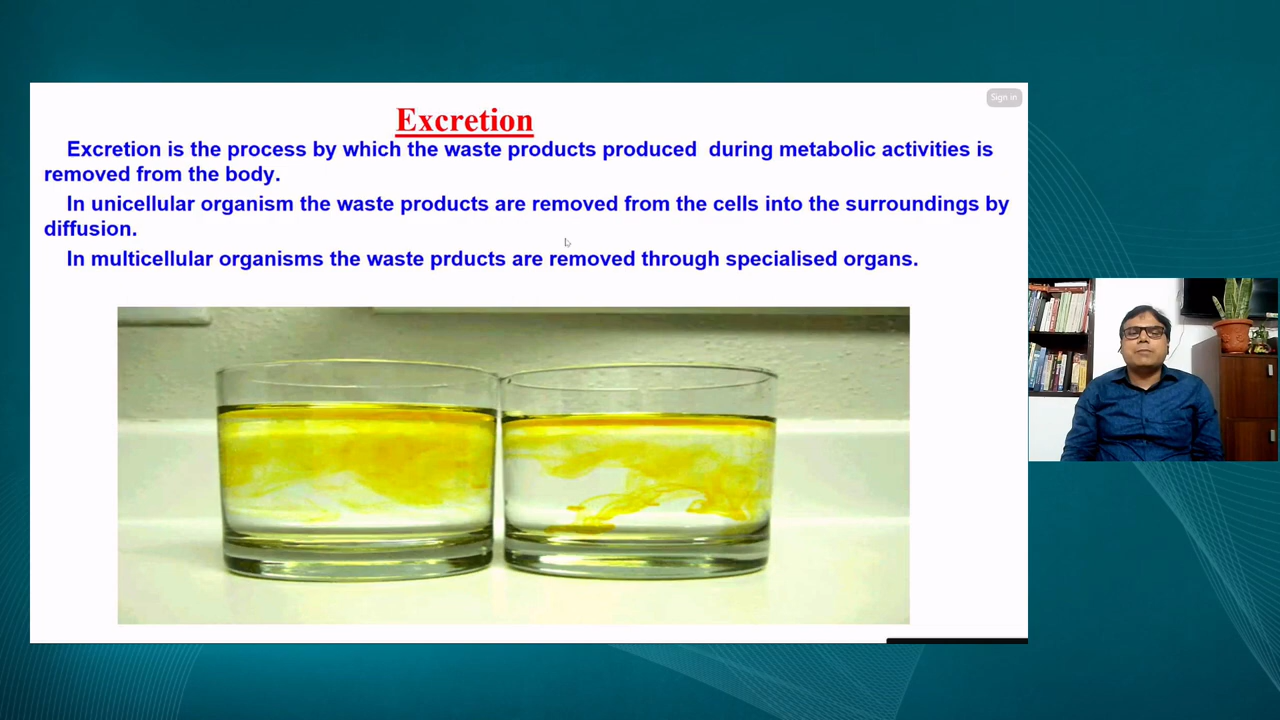 Sign in
Excretion
Excretion is the process by which the waste products produced  during metabolic activities is
removed from the body.
In unicellular organism the waste products are removed from the cells into the surroundings by
diffusion.
In multicellular organisms the waste prducts are removed through specialised organs.